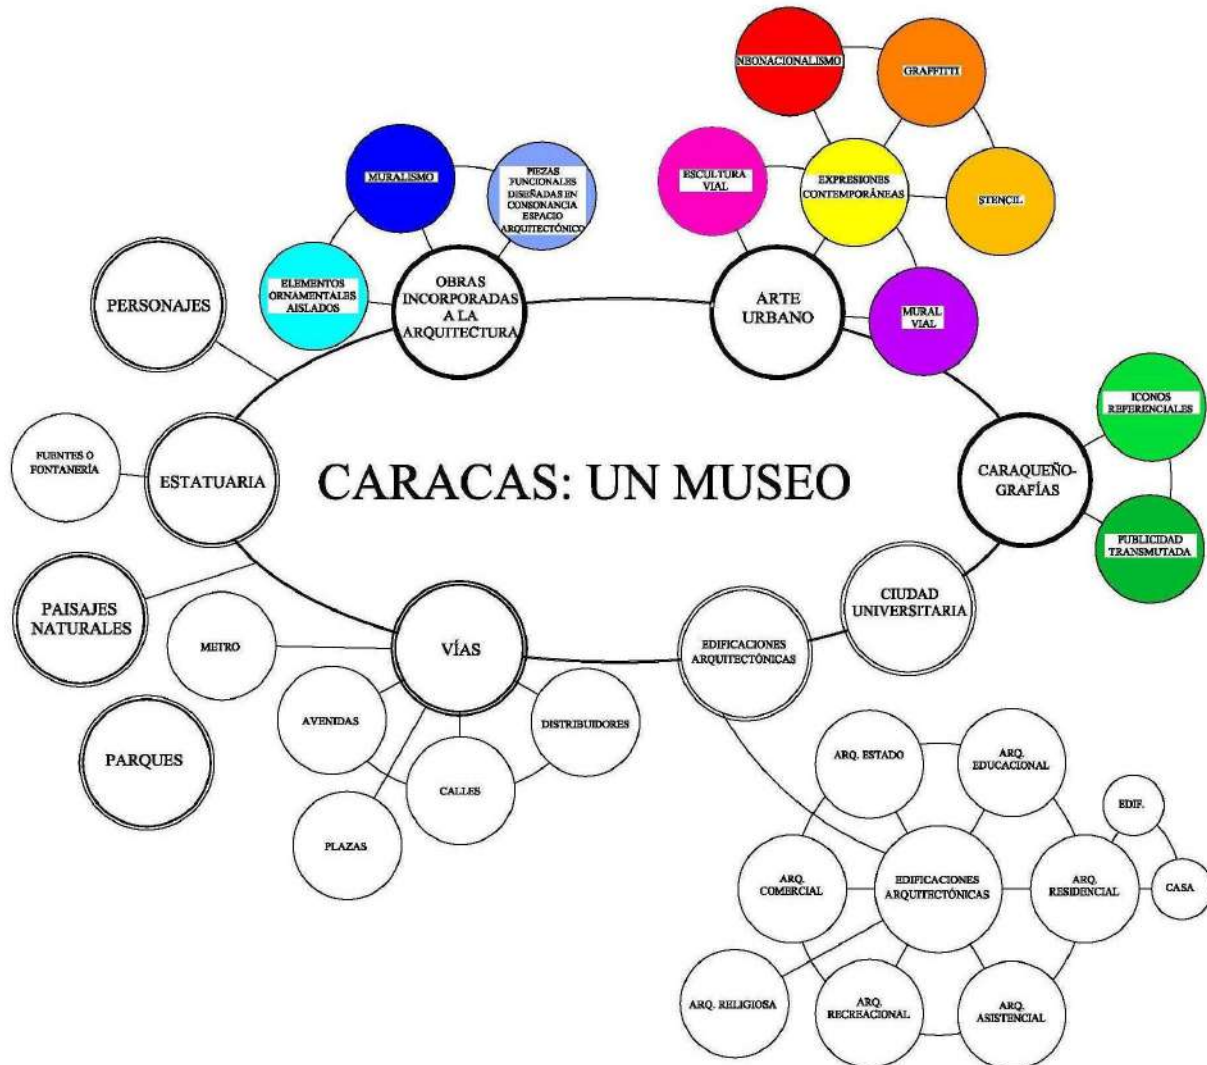 NEONACIONALISMO
GRAFFITTI
MURALISMO
PIEZAS
FUNCIONALES
DISEÑADAS EN
CONSONANCIA
ESPACIO
ARQUITECTÓNICO
ESCULTURA
VIAL
EXPRESIONES
CONTEMPORÁNEAS
STENÇIL
ELEMENTOS
ORNAMENTALES
AISLADOS
OBRAS
INCORPORADAS
A LA
ARQUITECTURA
ARTE
URBANO
MURAL
VIAL
PERSONAJES
ICONOS
REFERENCIALES
FUENTES O
FONTANERÍA
ESTATUARIA
CARACAS: UN MUSEO
CARAQUEÑO-
GRAFÍAS
PUBLICIDAD
TRANSMUTADA
PAISAJES
NATURALES
METRO
VÍAS
EDIFICACIONES
ARQUITECTÓNICAS
CIUDAD
UNIVERSITARIA
AVENIDAS
DISTRIBUIDORES
PARQUES
CALLES
PLAZAS
ARQ. ESTADO
ARQ.
EDUCACIONAL
EDIF.
ARQ.
COMERCIAL
EDIFICACIONES
ARQUITECTÓNICAS
ARQ.
RESIDENCIAL
CASA
ARQ. RELIGIOSA
ARQ.
RECREACIONAL
ARQ.
ASISTENCIAL